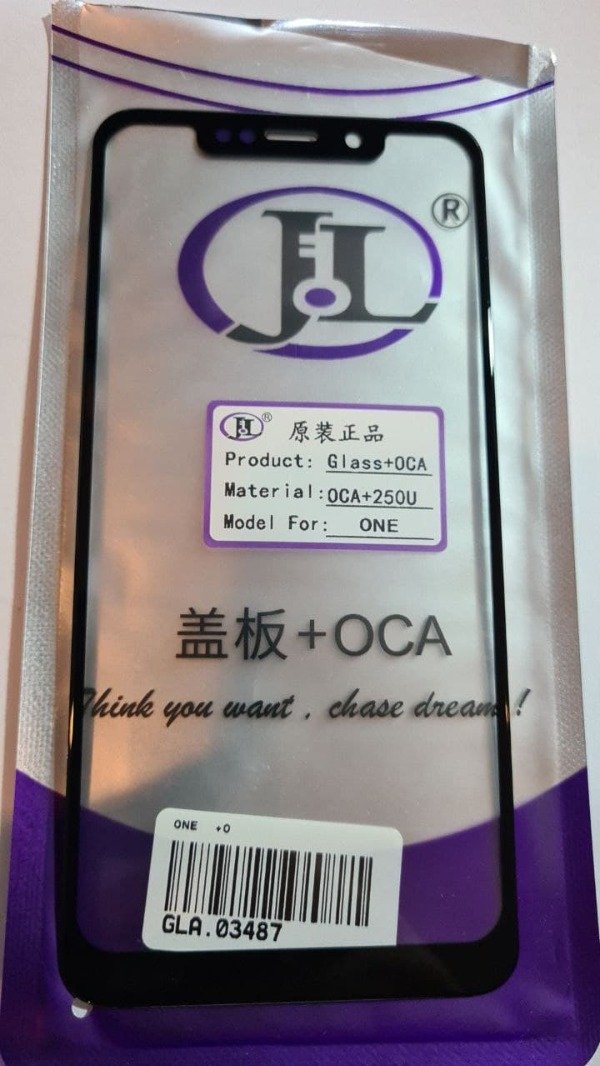 JL ®
JL ® 原装正品
Product: Glass+OCA
Material: OCA+250U
Model For: ONE
盖板+OCA
Think you want , chase dream !
ONE +O
GLA.03487